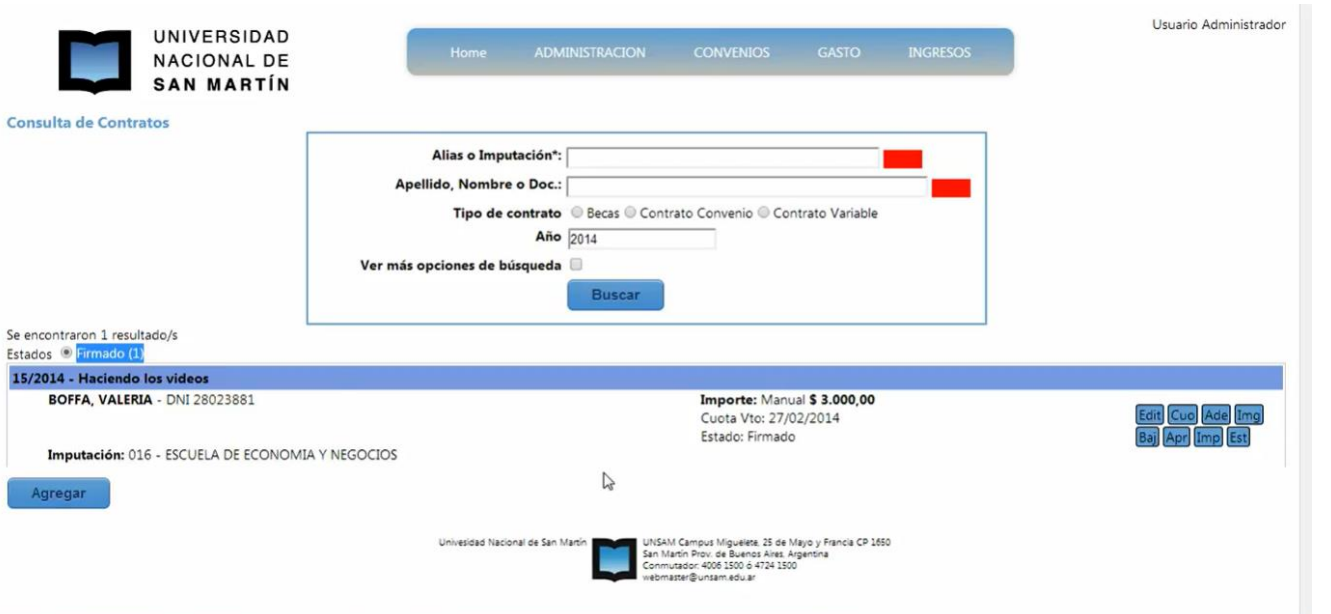 Usuario Administrador
UNIVERSIDAD
NACIONAL DE
SAN MARTÍN
Home ADMINISTRACION CONVENIOS GASTO INGRESOS
Consulta de Contratos
Alias o Imputación*:
Apellido, Nombre o Doc.:
Tipo de contrato Becas Contrato Convenio Contrato Variable
Año 2014
Ver más opciones de búsqueda
Buscar
Se encontraron 1 resultado/s
Estados Firmado (1)
15/2014 - Haciendo los videos
BOFFA, VALERIA - DNI 28023881
Importe: Manual $ 3.000,00
Cuota Vto: 27/02/2014
Estado: Firmado
Edit Cuo Ade Img
Baj Apr Imp Est
Imputación: 016 - ESCUELA DE ECONOMIA Y NEGOCIOS
Agregar
Univesidad Nacional de San Martín
UNSAM Campus Miguelete, 25 de Mayo y Francia CP 1650
San Martín Prov. de Buenos Aires, Argentina
Conmutador: 4006 1500 ó 4724 1500
webmaster@unsam.edu.ar